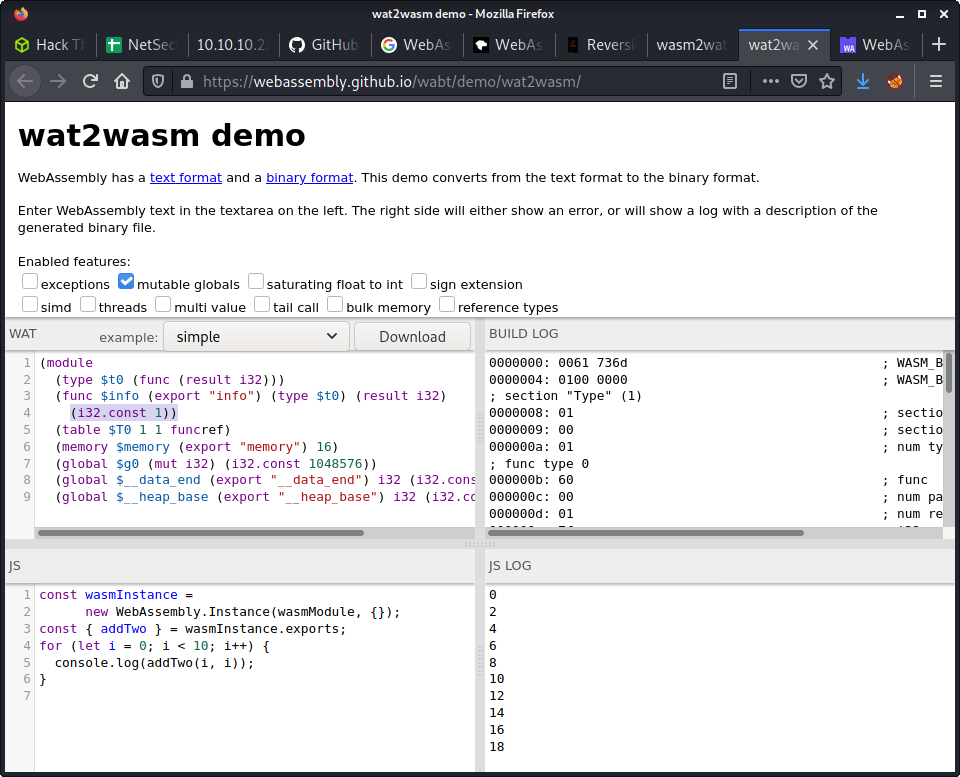 wat2wasm demo - Mozilla Firefox
Hack Th NetSec 10.10.10.22 GitHub WebAs WebAs Reversi wasm2wat wat2wa WebAs
https://webassembly.github.io/wabt/demo/wat2wasm/
wat2wasm demo
WebAssembly has a text format and a binary format. This demo converts from the text format to the binary format.
Enter WebAssembly text in the textarea on the left. The right side will either show an error, or will show a log with a description of the
generated binary file.
Enabled features:
exceptions mutable globals saturating float to int sign extension
simd threads multi value tail call bulk memory reference types
WAT example: simple Download
1 (module
2 (type $t0 (func (result i32)))
3 (func $info (export "info") (type $t0) (result i32)
4 (i32.const 1))
5 (table $T0 1 1 funcref)
6 (memory $memory (export "memory") 16)
7 (global $g0 (mut i32) (i32.const 1048576))
8 (global $__data_end (export "__data_end") i32 (i32.cons
9 (global $__heap_base (export "__heap_base") i32 (i32.co
BUILD LOG
0000000: 0061 736d ; WASM_B
0000004: 0100 0000 ; WASM_B
; section "Type" (1)
0000008: 01 ; sectio
0000009: 00 ; sectio
000000a: 01 ; num ty
; func type 0
000000b: 60 ; func
000000c: 00 ; num pa
000000d: 01 ; num re
JS
1 const wasmInstance =
2 new WebAssembly.Instance(wasmModule, {});
3 const { addTwo } = wasmInstance.exports;
4 for (let i = 0; i < 10; i++) {
5 console.log(addTwo(i, i));
6 }
7
JS LOG
0
2
4
6
8
10
12
14
16
18